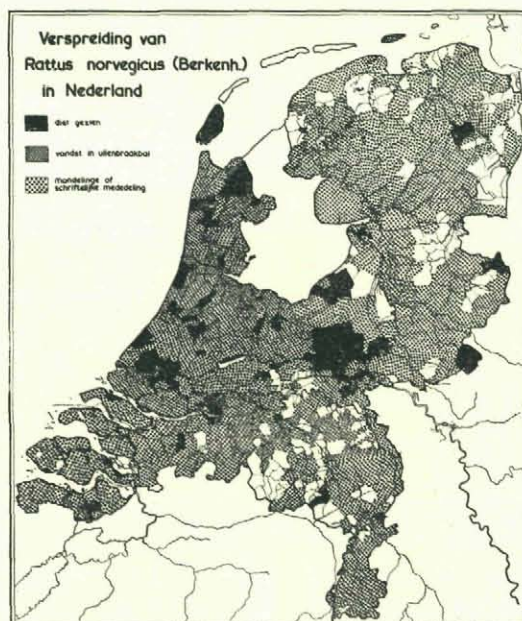 Verspreiding van
Rattus norvegicus (Berkenh.)
in Nederland
dier gezien
vondst in uilenbraakbal
mondelinge of
schriftelijke mededeling